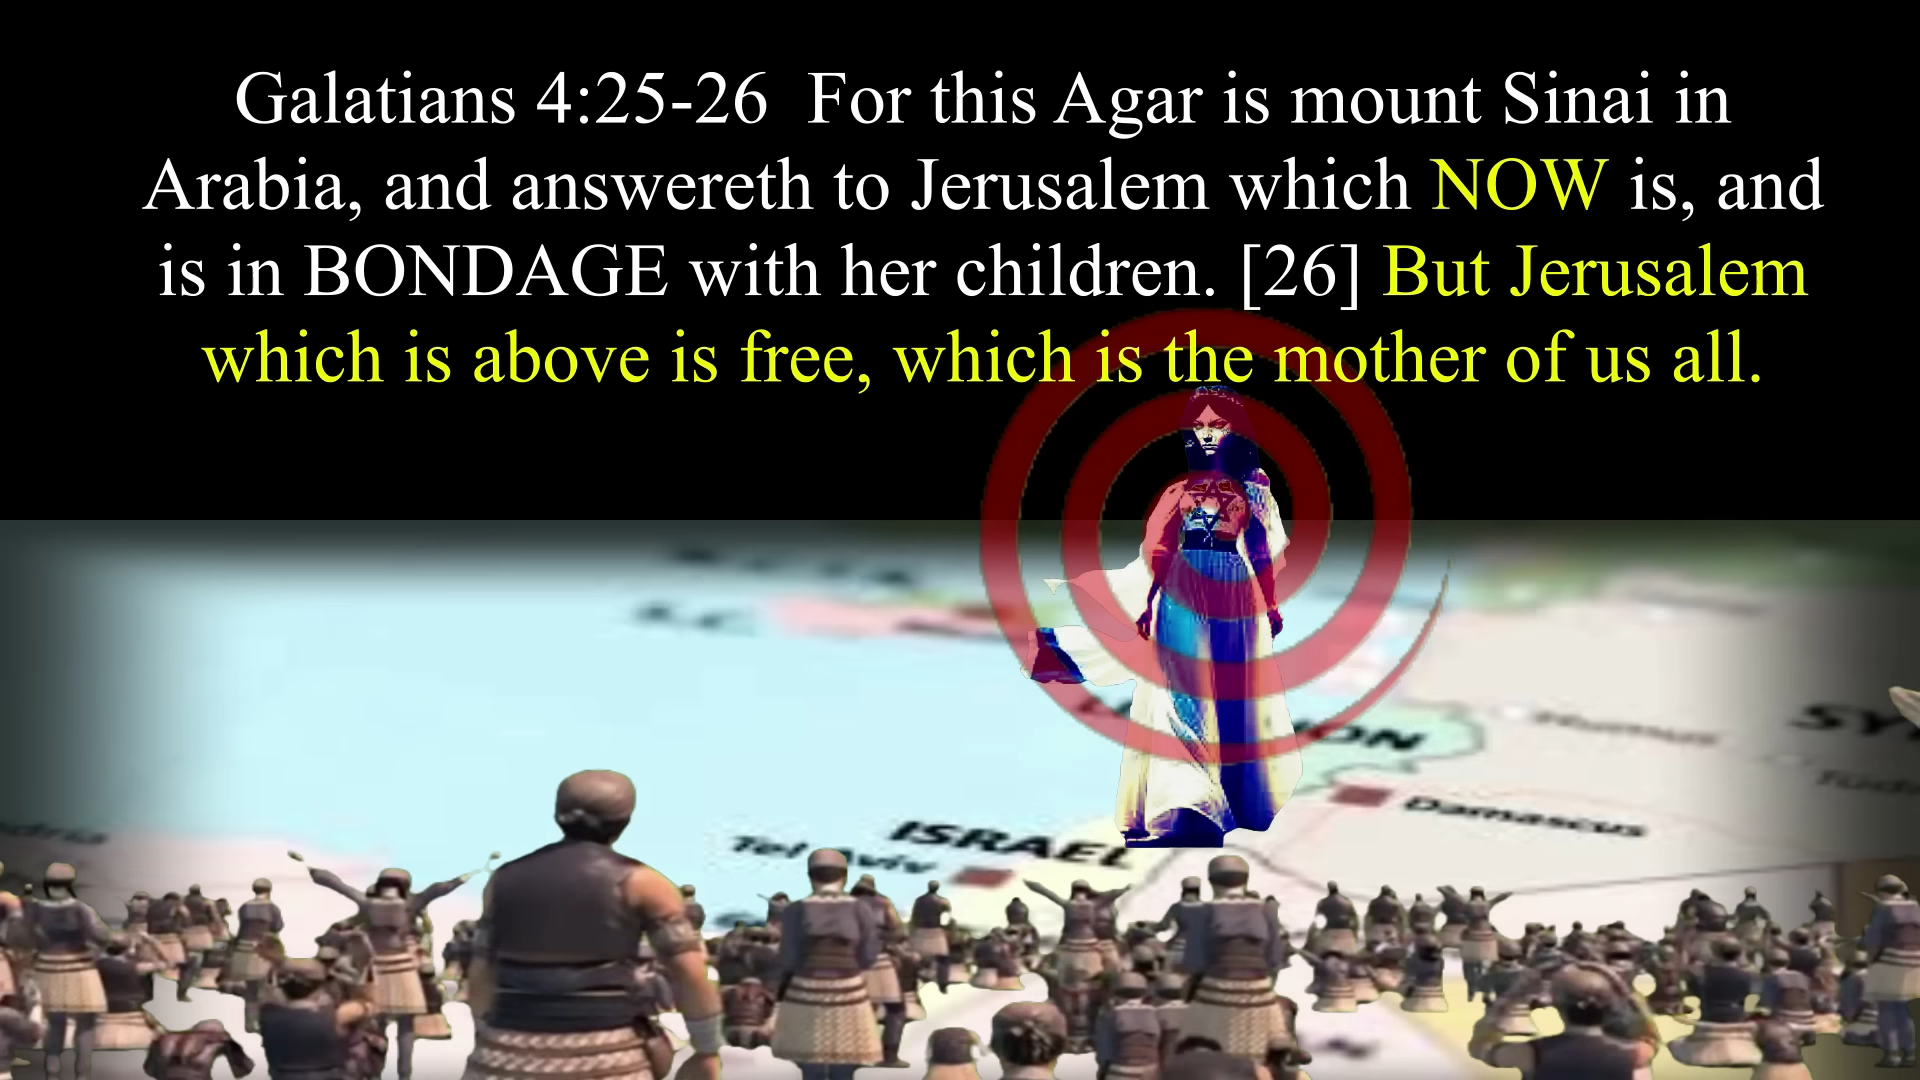 Galatians 4:25-26  For this Agar is mount Sinai in
Arabia, and answereth to Jerusalem which NOW is, and
is in BONDAGE with her children. [26] But Jerusalem
which is above is free, which is the mother of us all.
ISRAEL
Tel Aviv
Damascus